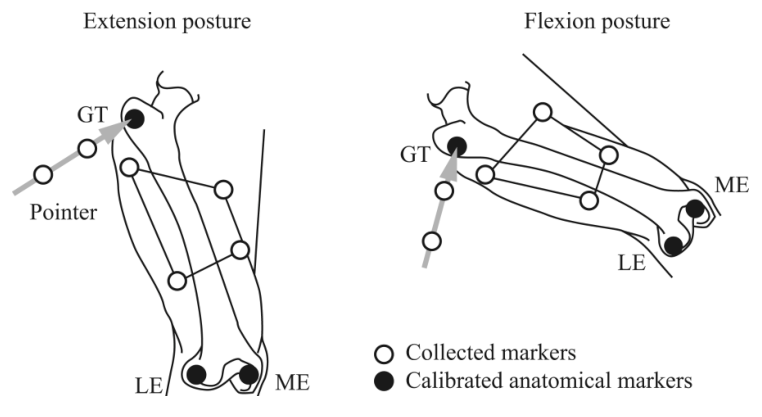 Extension posture
Flexion posture
GT
Pointer
LE
ME
GT
ME
LE
Collected markers
Calibrated anatomical markers